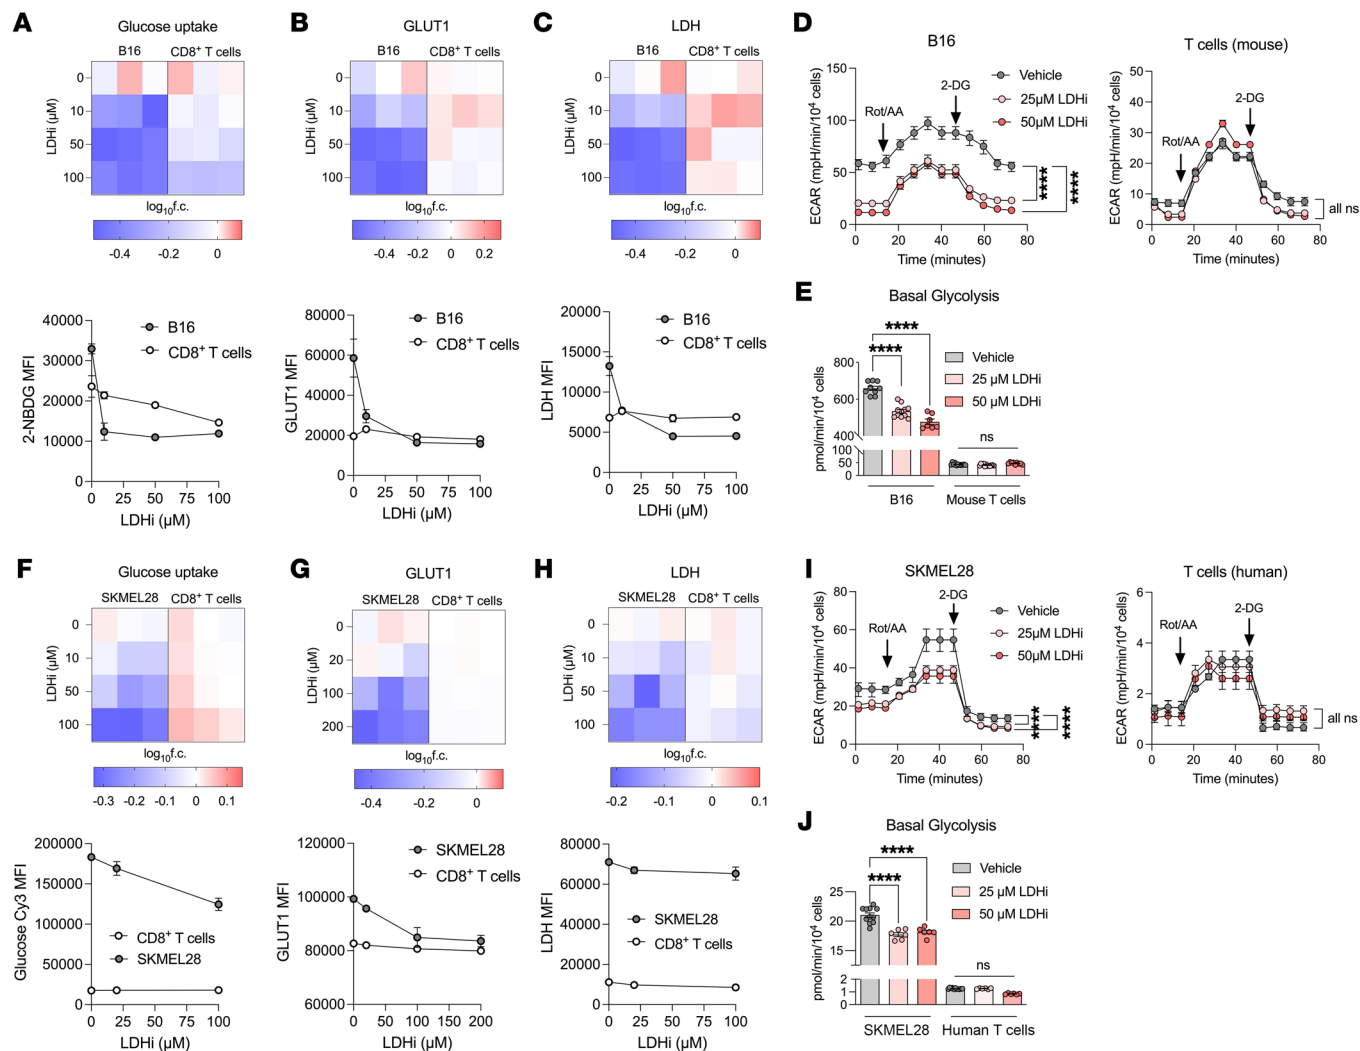 A
Glucose uptake
B16
CD8+ T cells
LDHi (µM)
0
10
50
100
log10f.c.
-0.4
-0.2
0
40000
30000
20000
10000
0
2-NBDG MFI
B16
CD8+ T cells
0
25
50
75
100
LDHi (µM)
B
GLUT1
B16
CD8+ T cells
LDHi (µM)
0
10
50
100
log10f.c.
-0.4
-0.2
0
0.2
80000
60000
40000
20000
0
GLUT1 MFI
B16
CD8+ T cells
0
25
50
75
100
LDHi (µM)
C
LDH
B16
CD8+ T cells
LDHi (µM)
0
10
50
100
log10f.c.
-0.4
-0.2
0
20000
15000
10000
5000
0
LDH MFI
B16
CD8+ T cells
0
25
50
75
100
LDHi (µM)
D
B16
150
100
50
0
ECAR (mpH/min/10⁴ cells)
Rot/AA
2-DG
Vehicle
25µM LDHi
50µM LDHi
****
****
0
20
40
60
80
Time (minutes)
T cells (mouse)
50
40
30
20
10
0
ECAR (mpH/min/10⁴ cells)
Rot/AA
2-DG
all ns
0
20
40
60
80
Time (minutes)
E
Basal Glycolysis
800
600
400
100
50
0
pmol/min/10⁴ cells
****
****
ns
Vehicle
25 µM LDHi
50 µM LDHi
B16
Mouse T cells
F
Glucose uptake
SKMEL28
CD8+ T cells
LDHi (µM)
0
10
50
100
log10f.c.
-0.3
-0.2
-0.1
0
0.1
200000
150000
100000
50000
0
Glucose Cy3 MFI
CD8+ T cells
SKMEL28
0
25
50
75
100
LDHi (µM)
G
GLUT1
SKMEL28
CD8+ T cells
LDHi (µM)
0
20
100
200
log10f.c.
-0.4
-0.2
0
120000
100000
80000
60000
GLUT1 MFI
SKMEL28
CD8+ T cells
0
50
100
150
200
LDHi (µM)
H
LDH
SKMEL28
CD8+ T cells
LDHi (µM)
0
10
50
100
log10f.c.
-0.2
-0.1
0
0.1
80000
60000
40000
20000
0
LDH MFI
SKMEL28
CD8+ T cells
0
25
50
75
100
LDHi (µM)
I
SKMEL28
80
60
40
20
0
ECAR (mpH/min/10⁴ cells)
Rot/AA
2-DG
Vehicle
25µM LDHi
50µM LDHi
****
****
0
20
40
60
80
Time (minutes)
T cells (human)
6
4
2
0
ECAR (mpH/min/10⁴ cells)
Rot/AA
2-DG
all ns
0
20
40
60
80
Time (minutes)
J
Basal Glycolysis
25
20
15
2
1
0
pmol/min/10⁴ cells
****
****
ns
Vehicle
25 µM LDHi
50 µM LDHi
SKMEL28
Human T cells